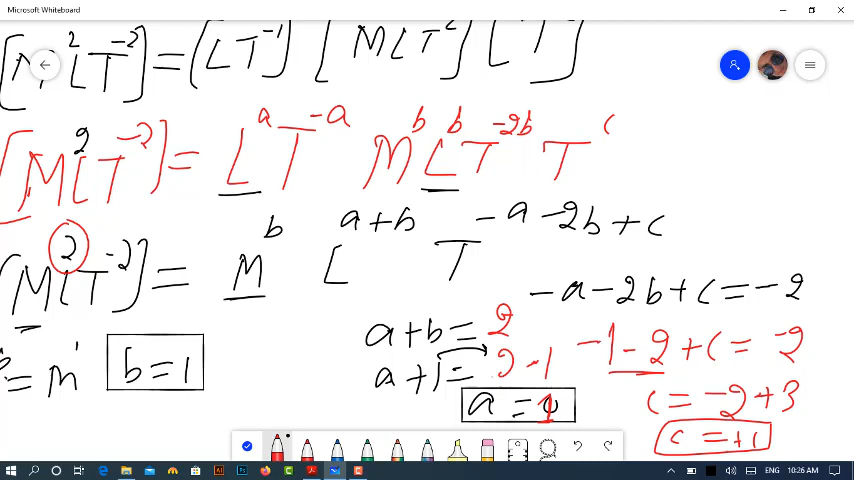 Microsoft Whiteboard
[M L² T⁻²] = (L T⁻¹) [M L T⁻²] [T]
[M L² T⁻²] = Lᵃ T⁻ᵃ Mᵇ Lᵇ T⁻²ᵇ Tᶜ
[M L² T⁻²] = Mᵇ Lᵃ⁺ᵇ T⁻ᵃ⁻²ᵇ⁺ᶜ
-a-2b+c=-2
a+b=2
-1-2+c=-2
= m¹
b=1
a+1=2-1
a=1
c=-2+3
c=+1
ENG 10:26 AM